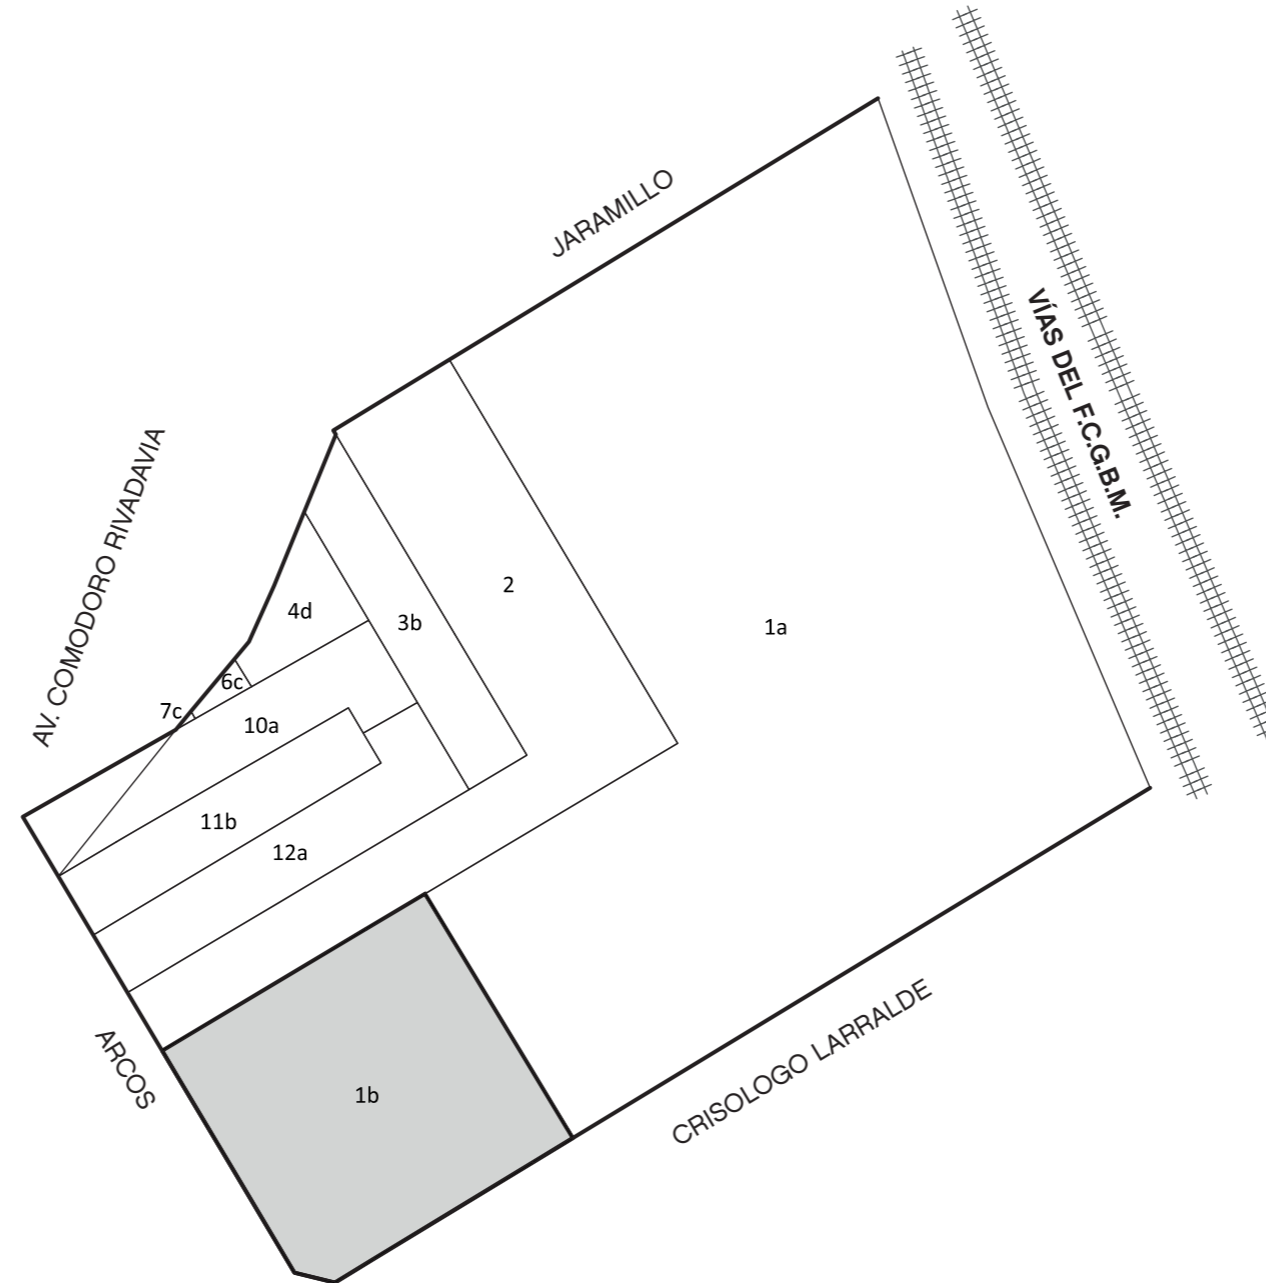 JARAMILLO
VÍAS DEL F.C.G.B.M.
AV. COMODORO RIVADAVIA
2
4d
3b
1a
6c
7c
10a
11b
12a
ARCOS
1b
CRISOLOGO LARRALDE